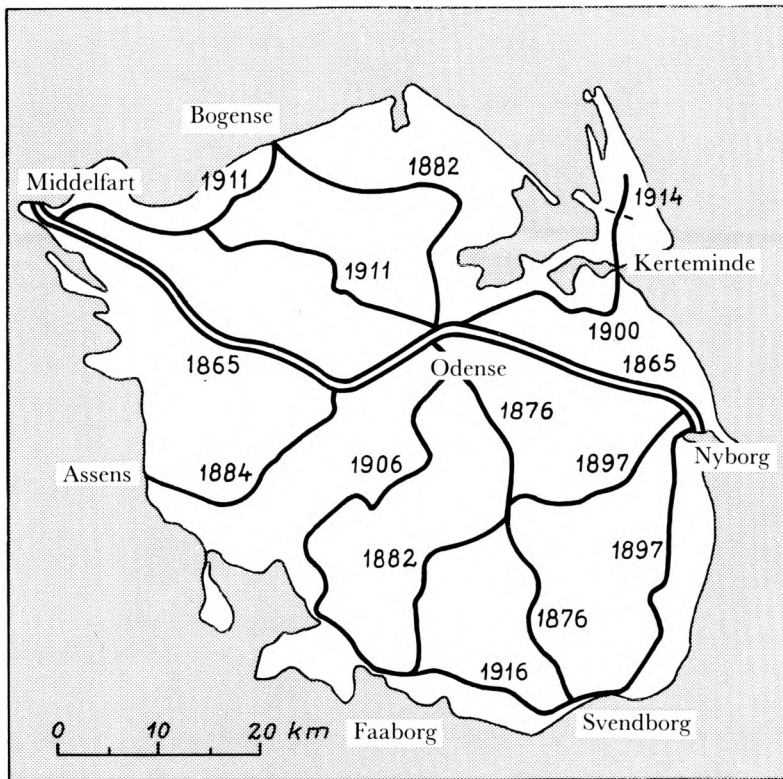 Bogense
1911
1882
Middelfart
1914
1911
Kerteminde
1900
1865
1865
Odense
1876
Assens
1884
1906
1897
Nyborg
1882
1897
1876
1916
0 10 20 km
Faaborg
Svendborg